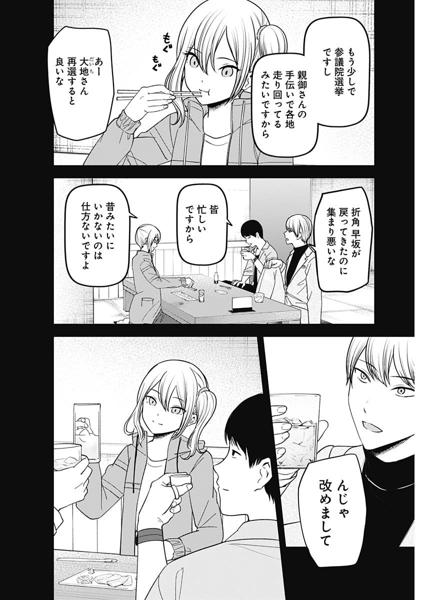 もう少しで
参議院選挙
ですし
親御さんの
手伝いで各地
走り回ってる
みたいですから
もぐ
もぐ
あー
大地さん
再選すると
良いな
折角 早坂が
戻ってきたのに
集まり悪いな
皆
忙しい
ですから
昔みたいに
いかないのは
仕方ないですよ
んじゃ
改めまして